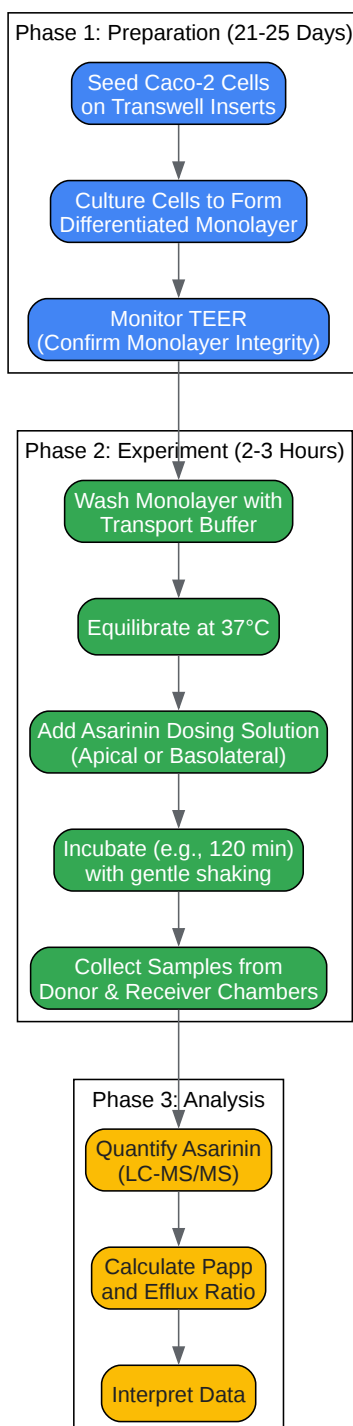 Phase 1: Preparation (21-25 Days)
Seed Caco-2 Cells
on Transwell Inserts
Culture Cells to Form
Differentiated Monolayer
Monitor TEER
(Confirm Monolayer Integrity)
Phase 2: Experiment (2-3 Hours)
Wash Monolayer with
Transport Buffer
Equilibrate at 37°C
Add Asarinin Dosing Solution
(Apical or Basolateral)
Incubate (e.g., 120 min)
with gentle shaking
Collect Samples from
Donor & Receiver Chambers
Phase 3: Analysis
Quantify Asarinin
(LC-MS/MS)
Calculate Papp
and Efflux Ratio
Interpret Data